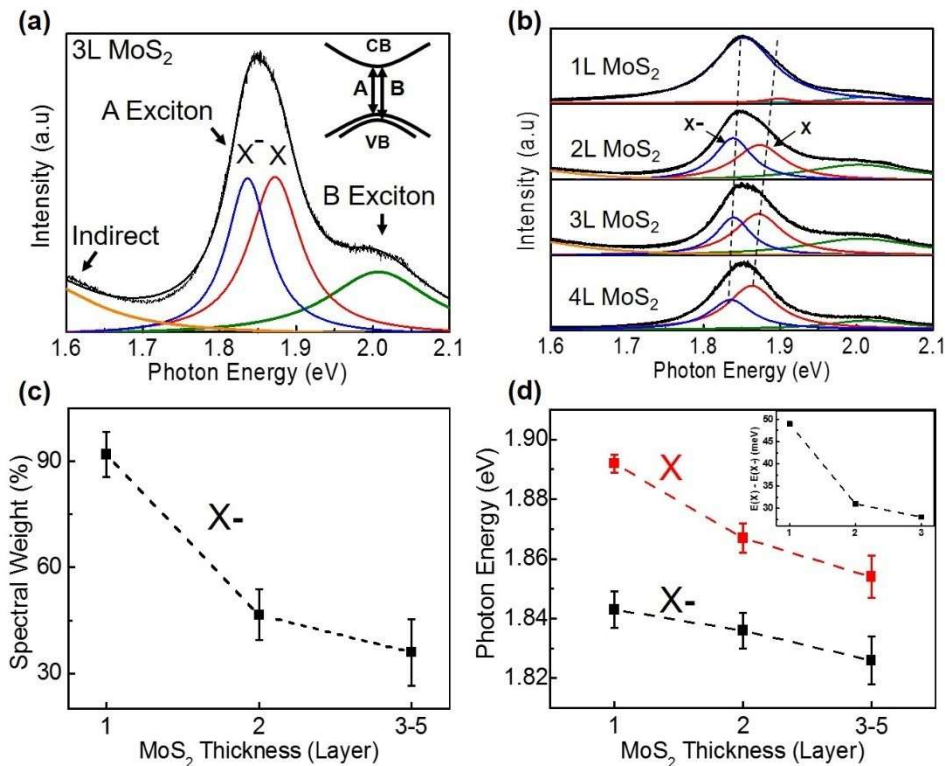 (a)
3L MoS₂
A Exciton
CB
A
B
VB
X⁻
X
B Exciton
Indirect
Intensity (a.u)
1.6 1.7 1.8 1.9 2.0 2.1
Photon Energy (eV)
(b)
1L MoS₂
2L MoS₂
X-
X
3L MoS₂
4L MoS₂
Intensity (a.u)
1.6 1.7 1.8 1.9 2.0 2.1
Photon Energy (eV)
(c)
90
60
30
Spectral Weight (%)
X-
1 2 3-5
MoS₂ Thickness (Layer)
(d)
1.90
1.88
1.86
1.84
1.82
Photon Energy (eV)
X
X-
50
45
40
35
30
E(X) - E(X-) (meV)
1 2 3
1 2 3-5
MoS₂ Thickness (Layer)